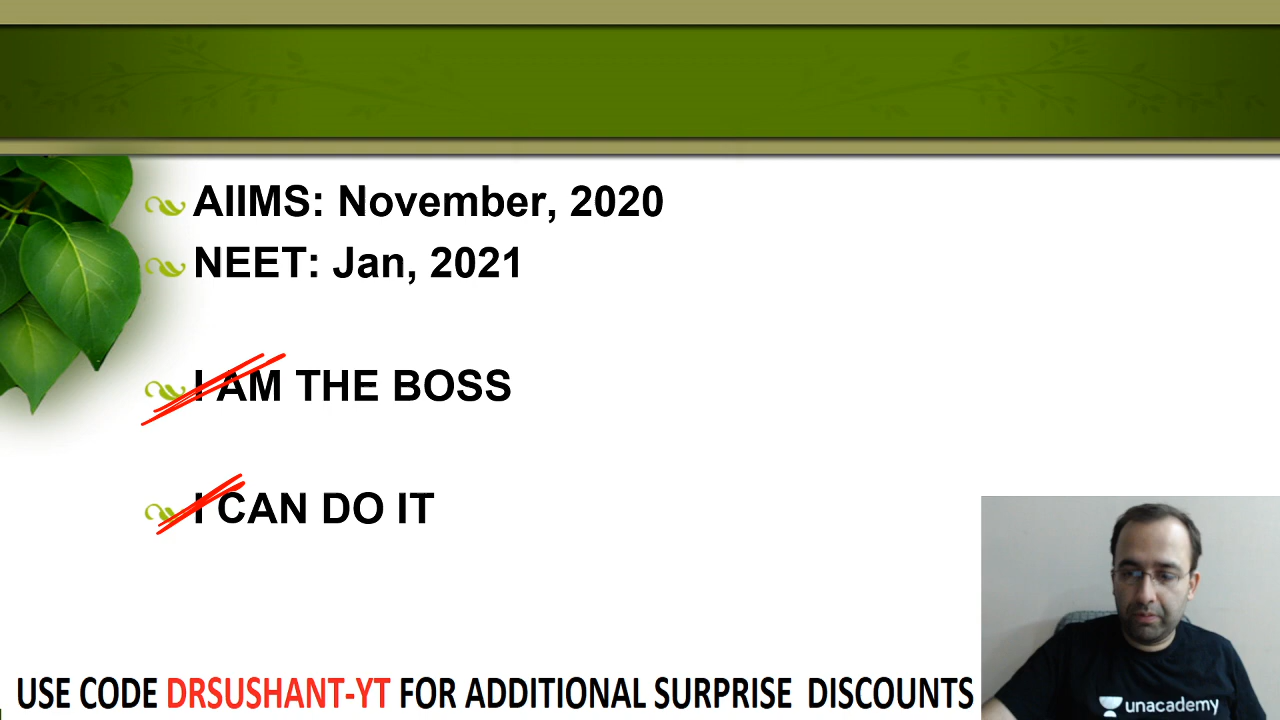 AIIMS: November, 2020
NEET: Jan, 2021
I AM THE BOSS
I CAN DO IT
USE CODE DRSUSHANT-YT FOR ADDITIONAL SURPRISE DISCOUNTS
unacademy